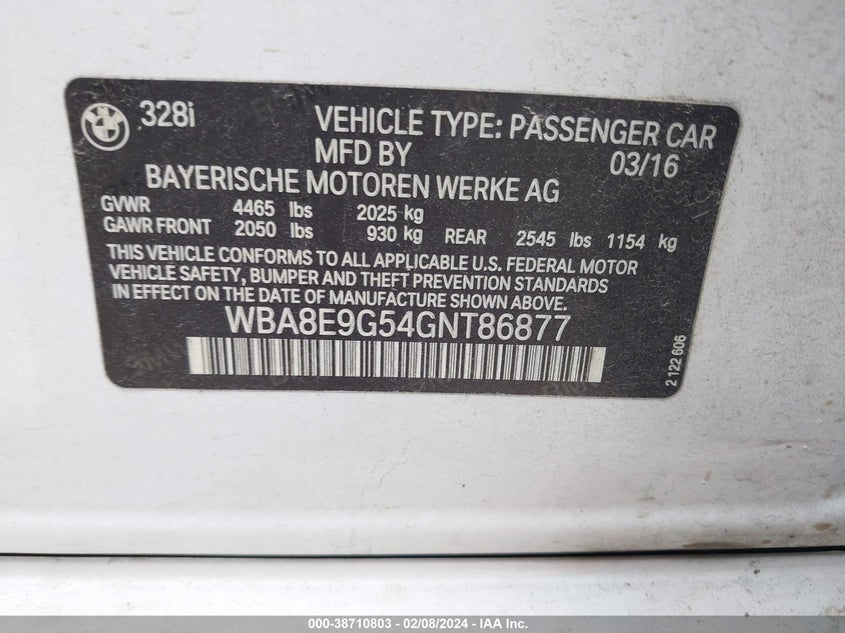 328i VEHICLE TYPE: PASSENGER CAR
MFD BY 03/16
BAYERISCHE MOTOREN WERKE AG
GVWR 4465 lbs 2025 kg
GAWR FRONT 2050 lbs 930 kg REAR 2545 lbs 1154 kg
THIS VEHICLE CONFORMS TO ALL APPLICABLE U.S. FEDERAL MOTOR
VEHICLE SAFETY, BUMPER AND THEFT PREVENTION STANDARDS
IN EFFECT ON THE DATE OF MANUFACTURE SHOWN ABOVE.
WBA8E9G54GNT86877
2 122 606
000-38710803 - 02/08/2024 - IAA Inc.